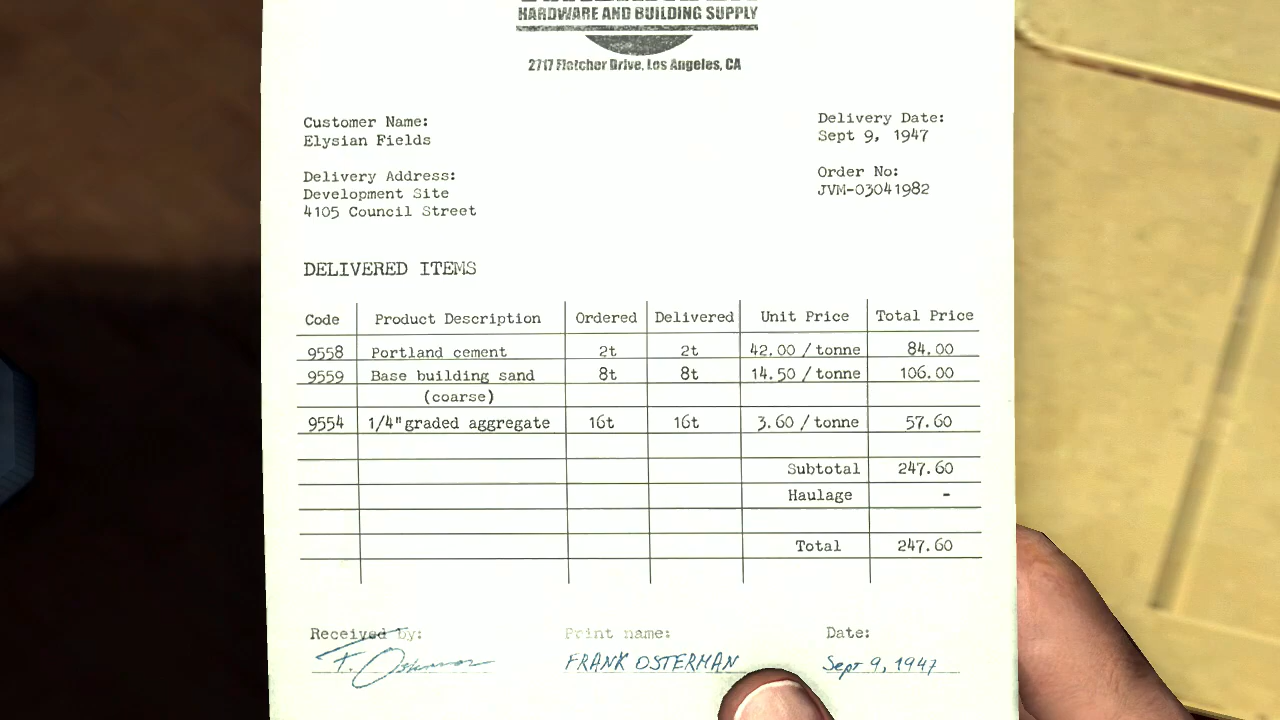 HARDWARE AND BUILDING SUPPLY
2717 Fletcher Drive, Los Angeles, CA
Customer Name:
Elysian Fields
Delivery Date:
Sept 9, 1947
Delivery Address:
Development Site
4105 Council Street
Order No:
JVM-03041982
DELIVERED ITEMS
Code Product Description Ordered Delivered Unit Price Total Price
9558 Portland cement 2t 2t 42.00 / tonne 84.00
9559 Base building sand 8t 8t 14.50 / tonne 106.00
(coarse)
9554 1/4" graded aggregate 16t 16t 3.60 / tonne 57.60
Subtotal 247.60
Haulage -
Total 247.60
Received by: Print name: Date:
F. Osterman FRANK OSTERMAN Sept 9, 1947